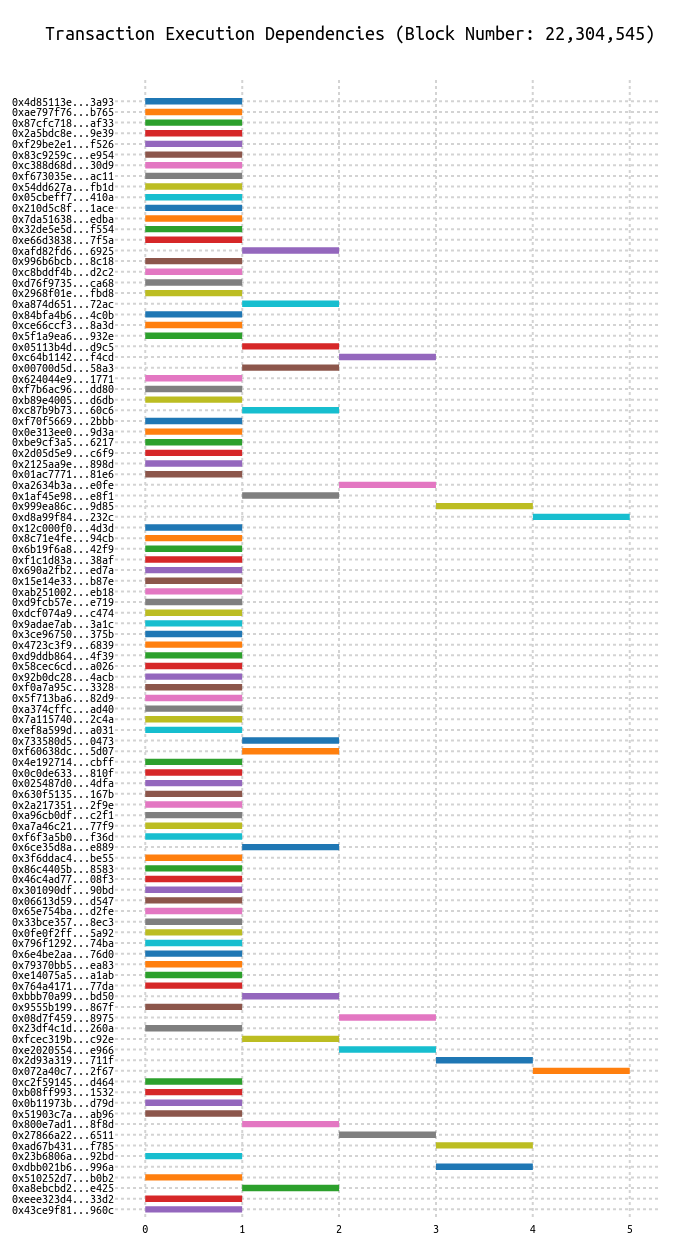 Transaction Execution Dependencies (Block Number: 22,304,545)
0x4d85113e...3a93
0xae797f76...b765
0x87cfc718...af33
0x2a5bdc8e...9e39
0xf29be2e1...f526
0x83c9259c...e954
0xc388d68d...30d9
0xf673035e...ac11
0x54dd627a...fb1d
0x05cbeff7...410a
0x210d5c8f...1ace
0x7da51638...edba
0x32de5e5d...f554
0xe66d3838...7f5a
0xafd82fd6...6925
0x996b6bcb...8c18
0xc8bddf4b...d2c2
0xd76f9735...ca68
0x2968f01e...fbd8
0xa874d651...72ac
0x84bfa4b6...4c0b
0xce66ccf3...8a3d
0x5f1a9ea6...932e
0x05113b4d...d9c5
0xc64b1142...f4cd
0x00700d5d...58a3
0x624044e9...1771
0xf7b6ac96...dd80
0xb89e4005...d6db
0xc87b9b73...60c6
0xf70f5669...2bbb
0x0e313ee0...9d3a
0xbe9cf3a5...6217
0x2d05d5e9...c6f9
0x2125aa9e...898d
0x01ac7771...81e6
0xa2634b3a...e0fe
0x1af45e98...e8f1
0x999ea86c...9d85
0xd8a99f84...232c
0x12c000f0...4d3d
0x8c71e4fe...94cb
0x6b19f6a8...42f9
0xf1c1d83a...38af
0x690a2fb2...ed7a
0x15e14e33...b87e
0xab251002...eb18
0xd9fcb57e...e719
0xdcf074a9...c474
0x9adae7ab...3a1c
0x3ce96750...375b
0x4723c3f9...6839
0xd9ddb864...4f39
0x58cec6cd...a026
0x92b0dc28...4acb
0xf0a7a95c...3328
0x5f713ba6...82d9
0xa374cffc...ad40
0x7a115740...2c4a
0xef8a599d...a031
0x733580d5...0473
0xf60638dc...5d07
0x4e192714...cbff
0x0c0de633...810f
0x025487d0...4dfa
0x630f5135...167b
0x2a217351...2f9e
0xa96cb0df...c2f1
0xa7a46c21...77f9
0xf6f3a5b0...f36d
0x6ce35d8a...e889
0x3f6ddac4...be55
0x86c4405b...8583
0x46c4ad77...08f3
0x301090df...90bd
0x06613d59...d547
0x65e754ba...d2fe
0x33bce357...8ec3
0x0fe0f2ff...5a92
0x796f1292...74ba
0x6e4be2aa...76d0
0x79370bb5...ea83
0xe14075a5...a1ab
0x764a4171...77da
0xbbb70a99...bd50
0x9555b199...867f
0x08d7f459...8975
0x23df4c1d...260a
0xfcec319b...c92e
0xe2020554...e966
0x2d93a319...711f
0x072a40c7...2f67
0xc2f59145...d464
0xb08ff993...1532
0x0b11973b...d79d
0x51903c7a...ab96
0x800e7ad1...8f8d
0x27866a22...6511
0xad67b431...f785
0x23b6806a...92bd
0xdbb021b6...996a
0x510252d7...b0b2
0xa8ebcbd2...e425
0xeee323d4...33d2
0x43ce9f81...960c
0 1 2 3 4 5